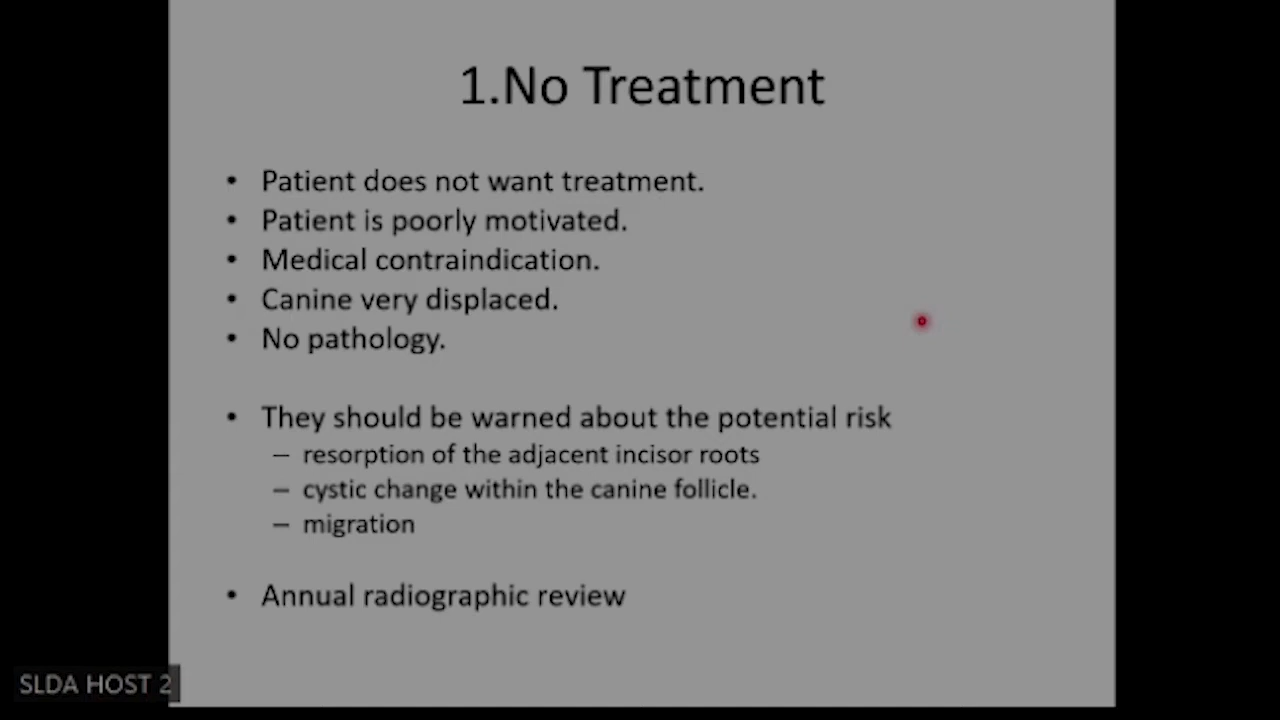 1.No Treatment
• Patient does not want treatment.
• Patient is poorly motivated.
• Medical contraindication.
• Canine very displaced.
• No pathology.
• They should be warned about the potential risk
– resorption of the adjacent incisor roots
– cystic change within the canine follicle.
– migration
• Annual radiographic review
SLDA HOST 2